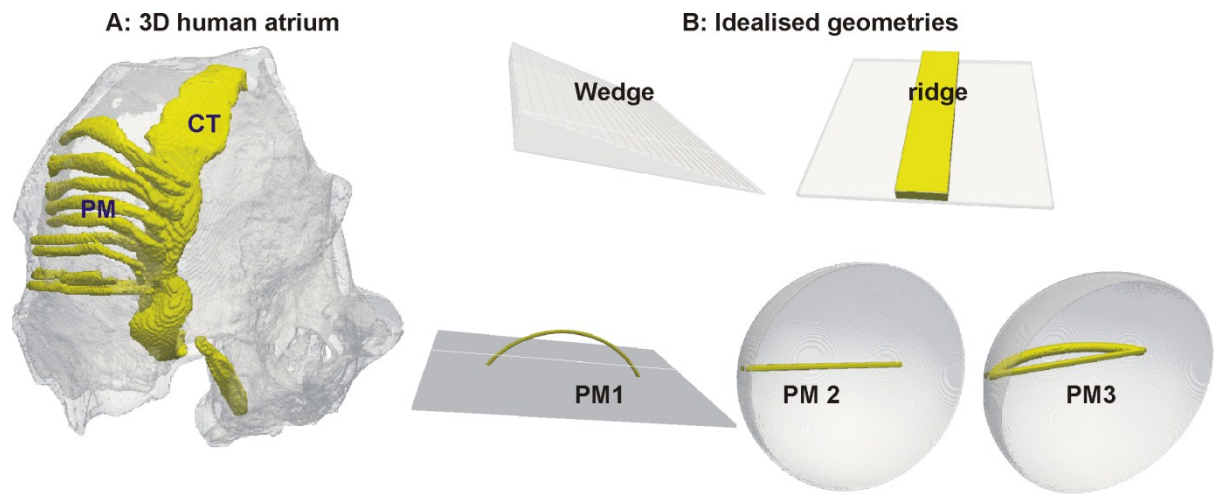 A: 3D human atrium
B: Idealised geometries
CT
PM
Wedge
ridge
PM1
PM 2
PM3